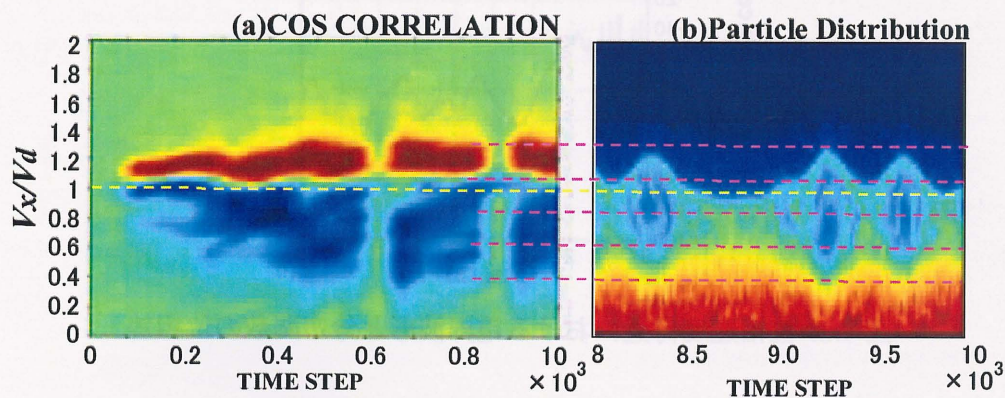 (a)COS CORRELATION
(b)Particle Distribution
Vx/Vd
2
1.8
1.6
1.4
1.2
1
0.8
0.6
0.4
0.2
0
0 0.2 0.4 0.6 0.8 10
×10³
TIME STEP
8 8.5 9.0 9.5 10
×10³
TIME STEP